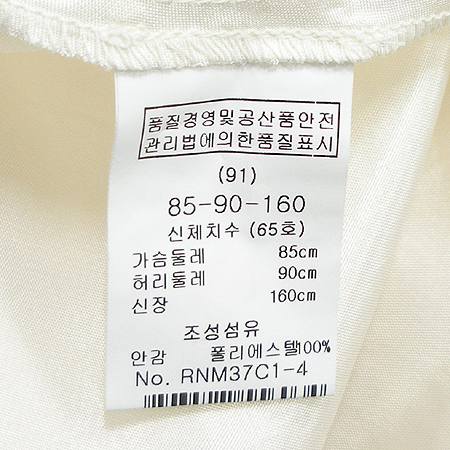 품질경영및공산품안전
관리법에의한품질표시
(91)
85-90-160
신체치수 (65호)
가슴둘레 85cm
허리둘레 90cm
신장 160cm
조성섬유
안감 폴리에스텔100%
No. RNM37C1-4